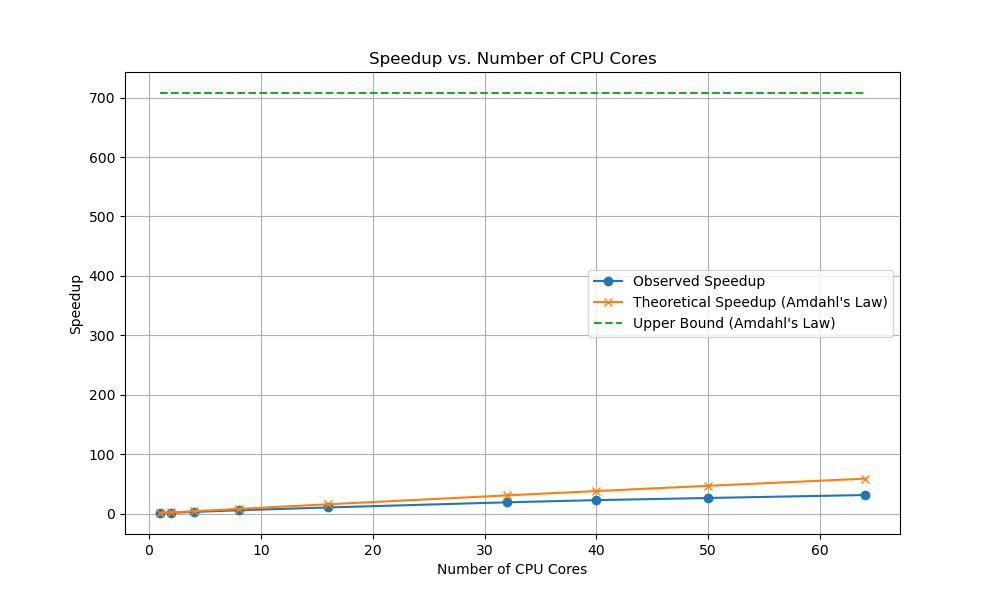 Speedup vs. Number of CPU Cores
Speedup
700
600
500
400
300
200
100
0
Observed Speedup
Theoretical Speedup (Amdahl's Law)
Upper Bound (Amdahl's Law)
0 10 20 30 40 50 60
Number of CPU Cores